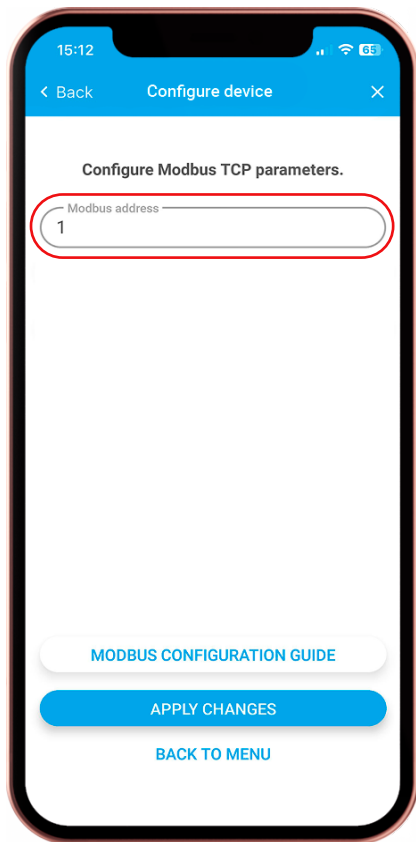 15:12
65
Back
Configure device
Configure Modbus TCP parameters.
Modbus address
1
MODBUS CONFIGURATION GUIDE
APPLY CHANGES
BACK TO MENU